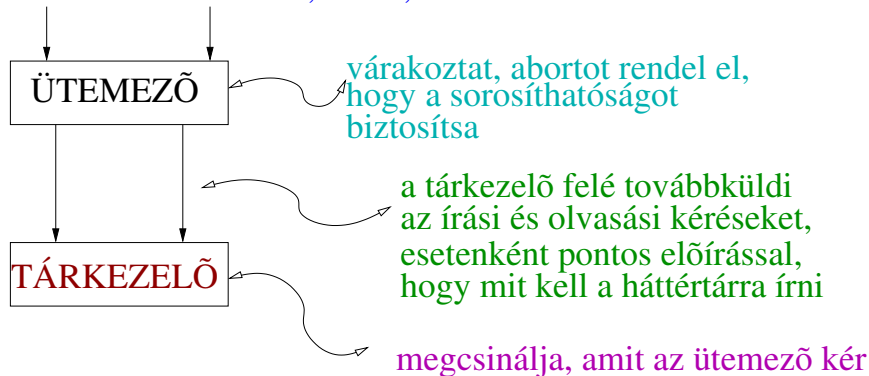 ÜTEMEZÕ
várakoztat, abortot rendel el,
hogy a sorosíthatóságot
biztosítsa
a tárkezelõ felé továbbküldi
az írási és olvasási kéréseket,
esetenként pontos elõírással,
hogy mit kell a háttértárra írni
TÁRKEZELÕ
megcsinálja, amit az ütemezõ kér